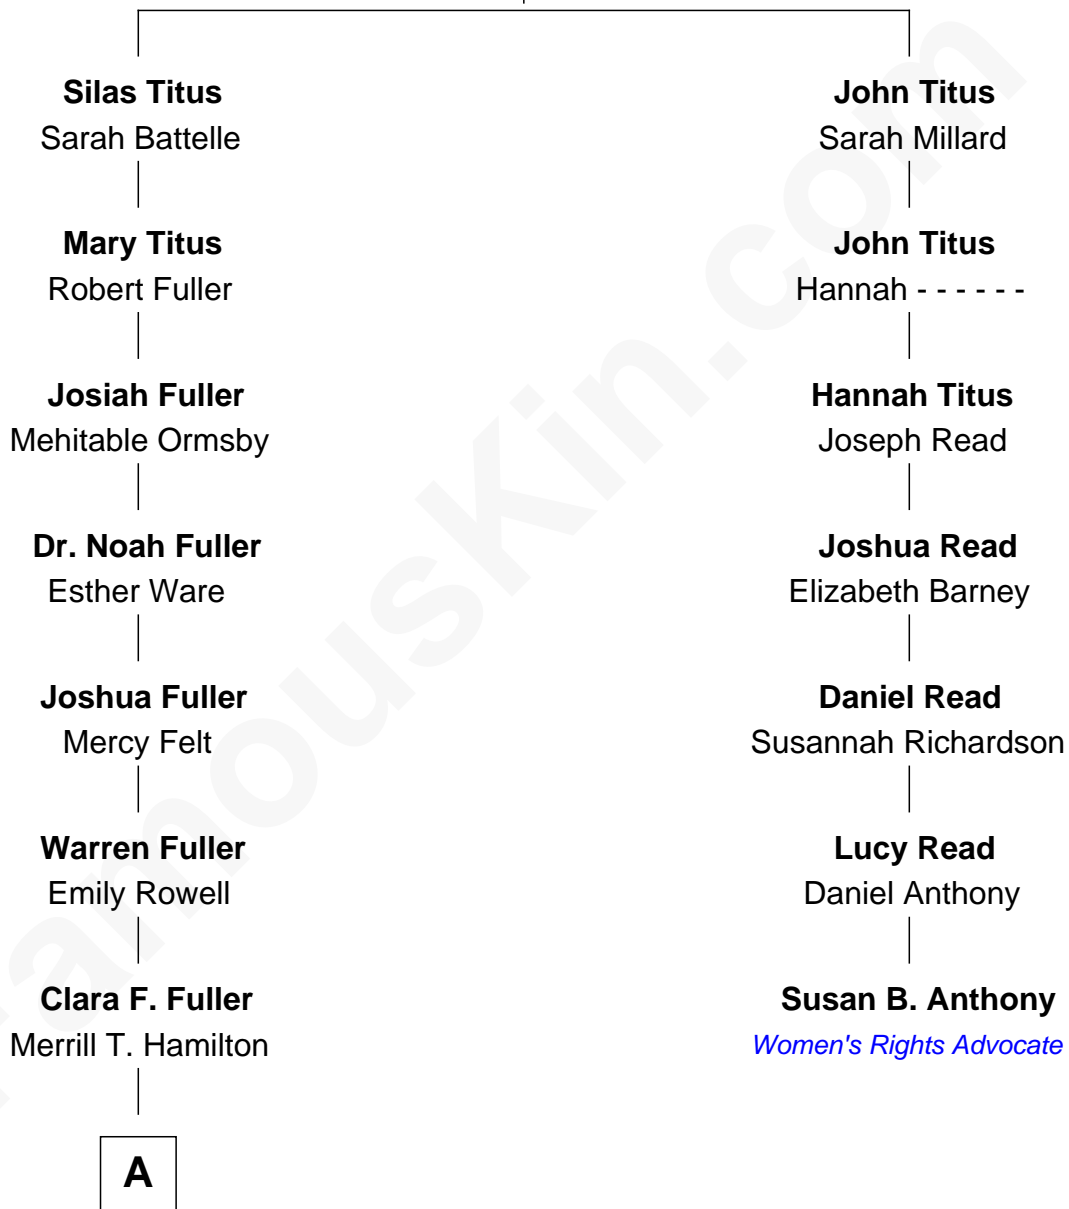 Silas Titus
Sarah Battelle
Mary Titus
Robert Fuller
Josiah Fuller
Mehitable Ormsby
Dr. Noah Fuller
Esther Ware
Joshua Fuller
Mercy Felt
Warren Fuller
Emily Rowell
Clara F. Fuller
Merrill T. Hamilton
A
John Titus
Sarah Millard
John Titus
Hannah - - - - - -
Hannah Titus
Joseph Read
Joshua Read
Elizabeth Barney
Daniel Read
Susannah Richardson
Lucy Read
Daniel Anthony
Susan B. Anthony
Women's Rights Advocate
FamousKin.com